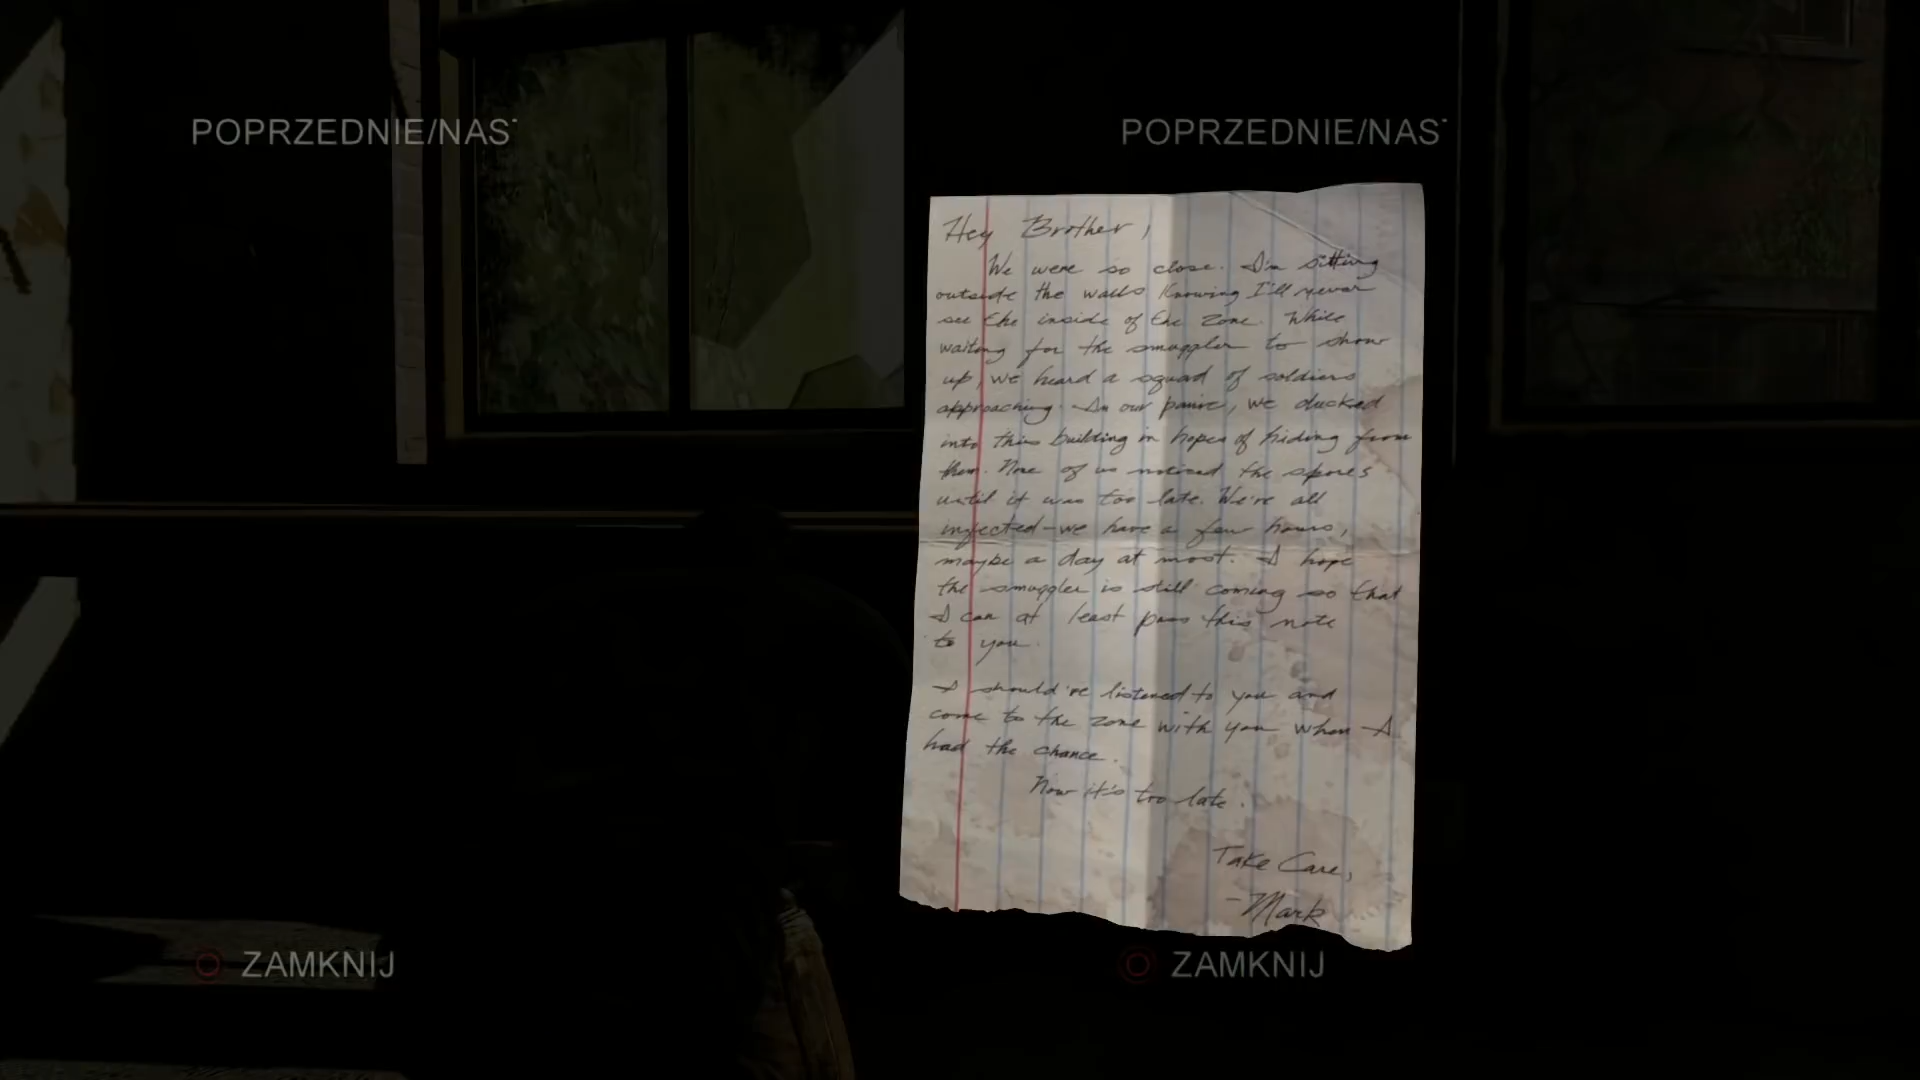 POPRZEDNIE/NAS
POPRZEDNIE/NAS
Hey Brother,
We were so close. I'm sitting
outside the walls knowing I'll never
see the inside of the zone. While
waiting for the smuggler to show
up, we heard a squad of soldiers
approaching. In our panic, we ducked
into this building in hopes of hiding from
them. None of us noticed the spores
until it was too late. We're all
infected - we have a few hours,
maybe a day at most. I hope
the smuggler is still coming so that
I can at least pass this note
to you.
I should've listened to you and
come to the zone with you when I
had the chance.
Now it's too late.
Take Care,
-Mark
ZAMKNIJ
ZAMKNIJ